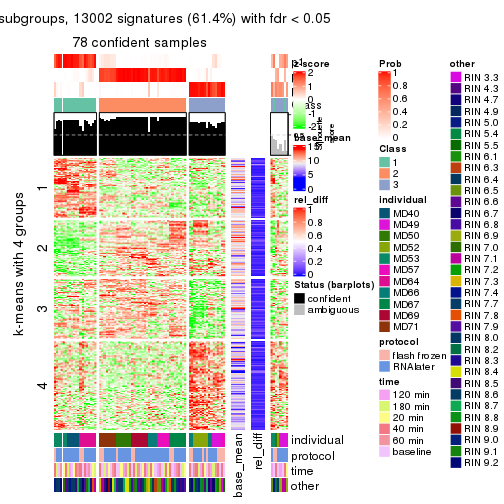 subgroups, 13002 signatures (61.4%) with fdr < 0.05
78 confident samples
z-score
2
1
-1
-2
base_mean
15
10
5
0
rel_diff
1
0.8
0.6
0.4
0.2
0
Status (barplots)
confident
ambiguous
Prob
1
0.8
0.6
0.4
0.2
0
Class
1
2
3
individual
MD40
MD49
MD50
MD52
MD53
MD57
MD64
MD66
MD67
MD69
MD71
protocol
flash frozen
RNAlater
time
120 min
180 min
20 min
40 min
60 min
baseline
other
RIN 3.3
RIN 4.3
RIN 4.7
RIN 4.9
RIN 5.0
RIN 5.4
RIN 5.5
RIN 6.1
RIN 6.3
RIN 6.4
RIN 6.5
RIN 6.6
RIN 6.7
RIN 6.8
RIN 6.9
RIN 7.0
RIN 7.1
RIN 7.2
RIN 7.3
RIN 7.4
RIN 7.5
RIN 7.6
RIN 7.7
RIN 7.8
RIN 7.9
RIN 8.0
RIN 8.2
RIN 8.3
RIN 8.4
RIN 8.5
RIN 8.6
RIN 8.7
RIN 8.8
RIN 8.9
RIN 9.0
RIN 9.1
RIN 9.2
k-means with 4 groups
1
2
3
4
base_mean
rel_diff
individual
protocol
time
other